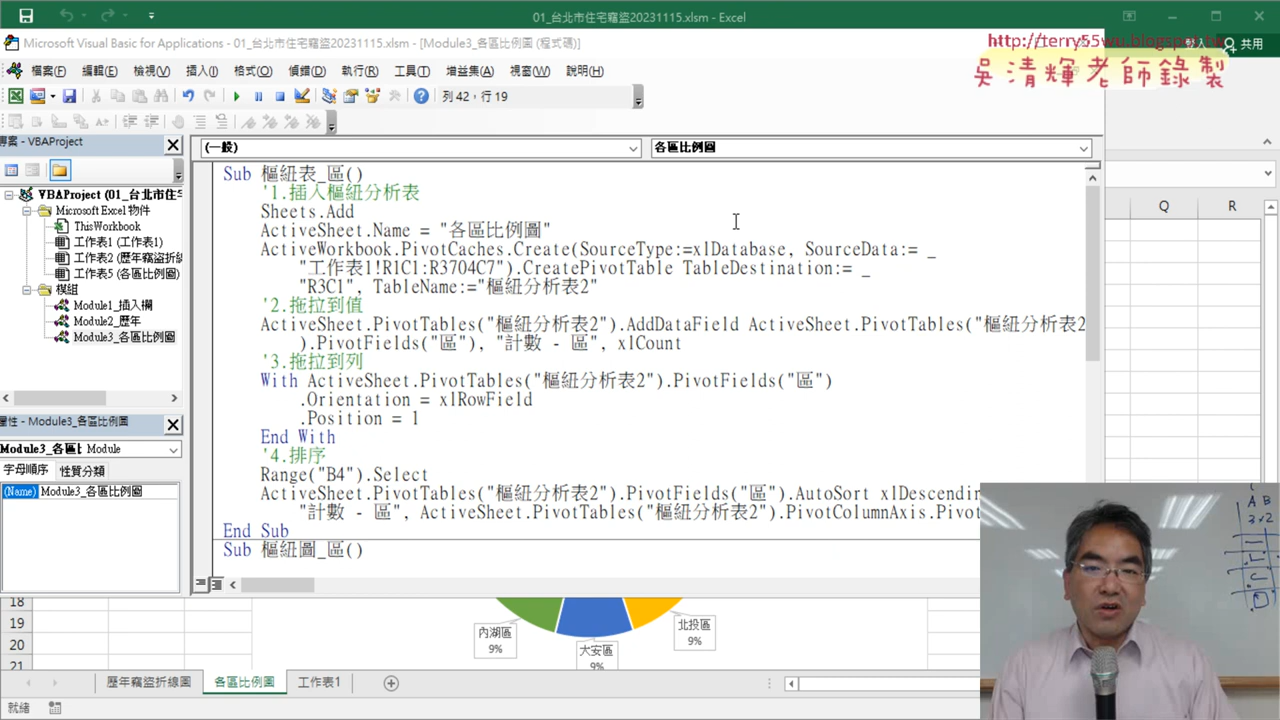 01_台北市住宅竊盜20231115.xlsm - Excel
Microsoft Visual Basic for Applications - 01_台北市住宅竊盜20231115.xlsm - [Module3_各區比例圖 (程式碼)]
http://terry55wu.blogspot.tw
共用
吳清輝老師錄製
檔案(F) 編輯(E) 檢視(V) 插入(I) 格式(O) 偵錯(D) 執行(R) 工具(T) 增益集(A) 視窗(W) 說明(H)
列 42，行 19
專案 - VBAProject
(一般)
各區比例圖
VBAProject (01_台北市住宅
Microsoft Excel 物件
ThisWorkbook
工作表1 (工作表1)
工作表2 (歷年竊盜折線
工作表5 (各區比例圖)
模組
Module1_插入欄
Module2_歷年
Module3_各區比例圖
屬性 - Module3_各區比例圖
Module3_各區比 Module
字母順序 性質分類
(Name) Module3_各區比例圖
Sub 樞紐表_區()
'1.插入樞紐分析表
Sheets.Add
ActiveSheet.Name = "各區比例圖"
ActiveWorkbook.PivotCaches.Create(SourceType:=xlDatabase, SourceData:= _
"工作表1!R1C1:R3704C7").CreatePivotTable TableDestination:= _
"R3C1", TableName:="樞紐分析表2"
'2.拖拉到值
ActiveSheet.PivotTables("樞紐分析表2").AddDataField ActiveSheet.PivotTables("樞紐分析表2
).PivotFields("區"), "計數 - 區", xlCount
'3.拖拉到列
With ActiveSheet.PivotTables("樞紐分析表2").PivotFields("區")
.Orientation = xlRowField
.Position = 1
End With
'4.排序
Range("B4").Select
ActiveSheet.PivotTables("樞紐分析表2").PivotFields("區").AutoSort xlDescendin
"計數 - 區", ActiveSheet.PivotTables("樞紐分析表2").PivotColumnAxis.Pivot
End Sub
Sub 樞紐圖_區()
Q R
A B
3×2
18
19
20
21
內湖區
9%
大安區
9%
北投區
9%
歷年竊盜折線圖 各區比例圖 工作表1
就緒